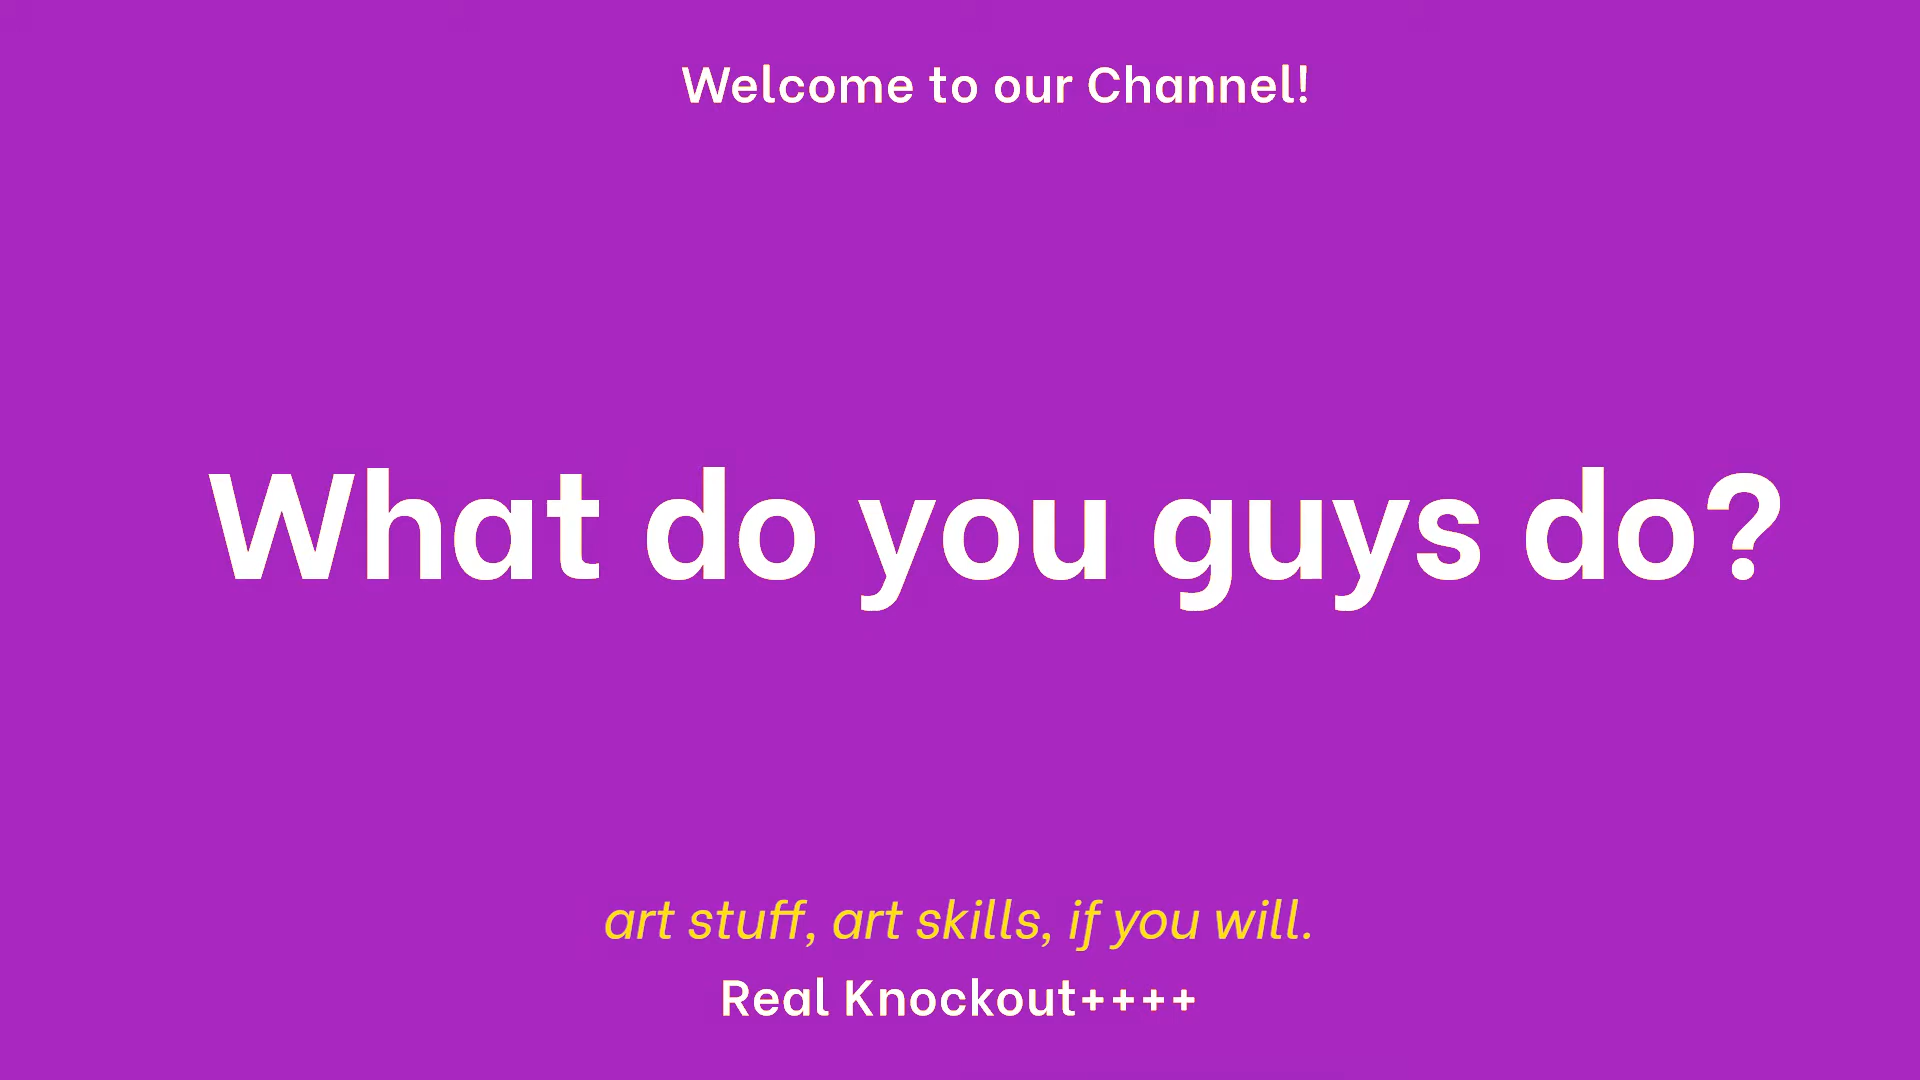 Welcome to our Channel!
What do you guys do?
art stuff, art skills, if you will.
Real Knockout++++